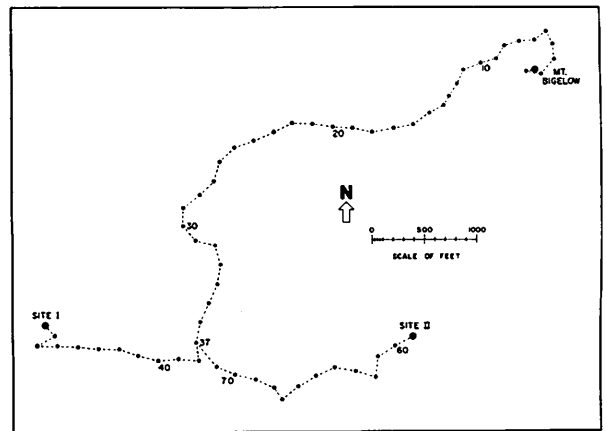 10
MT.
BIGELOW
20
N
30
0 500 1000
SCALE OF FEET
SITE I
SITE II
37
60
40
70